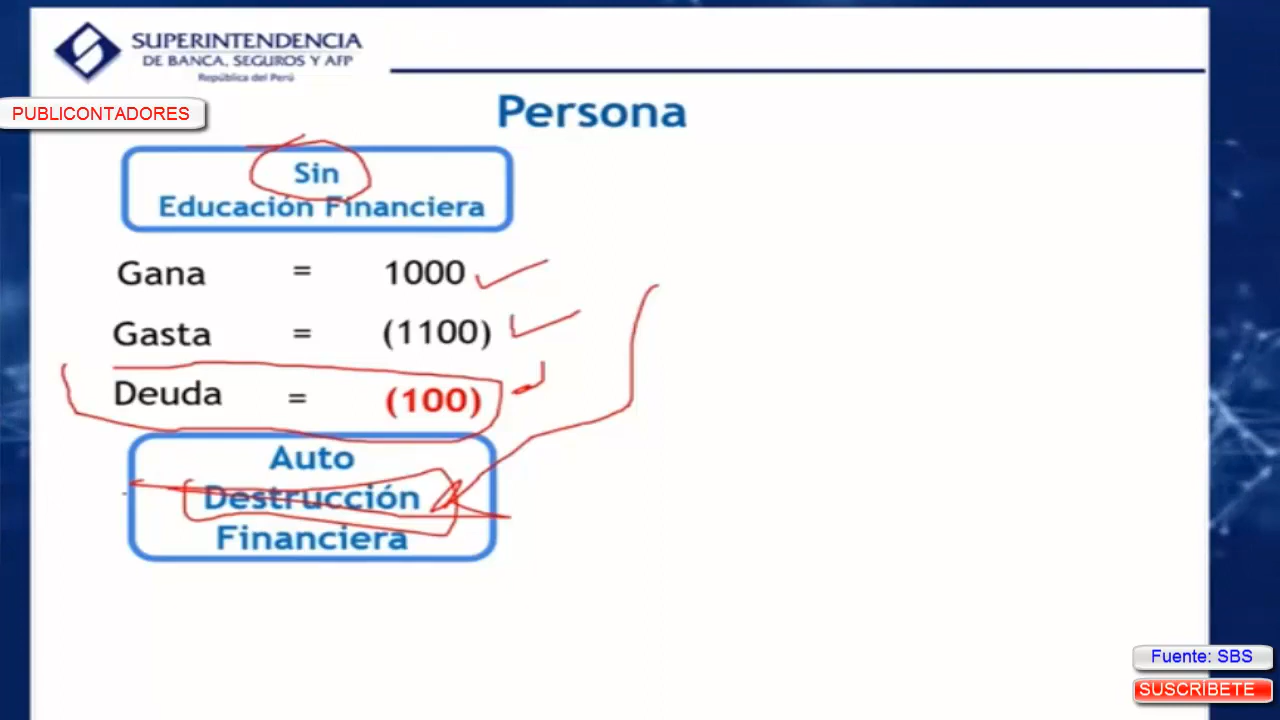 SUPERINTENDENCIA
DE BANCA, SEGUROS Y AFP
República del Perú
PUBLICONTADORES
Persona
Sin
Educación Financiera
Gana = 1000
Gasta = (1100)
Deuda = (100)
Auto
Destrucción
Financiera
Fuente: SBS
SUSCRIBETE